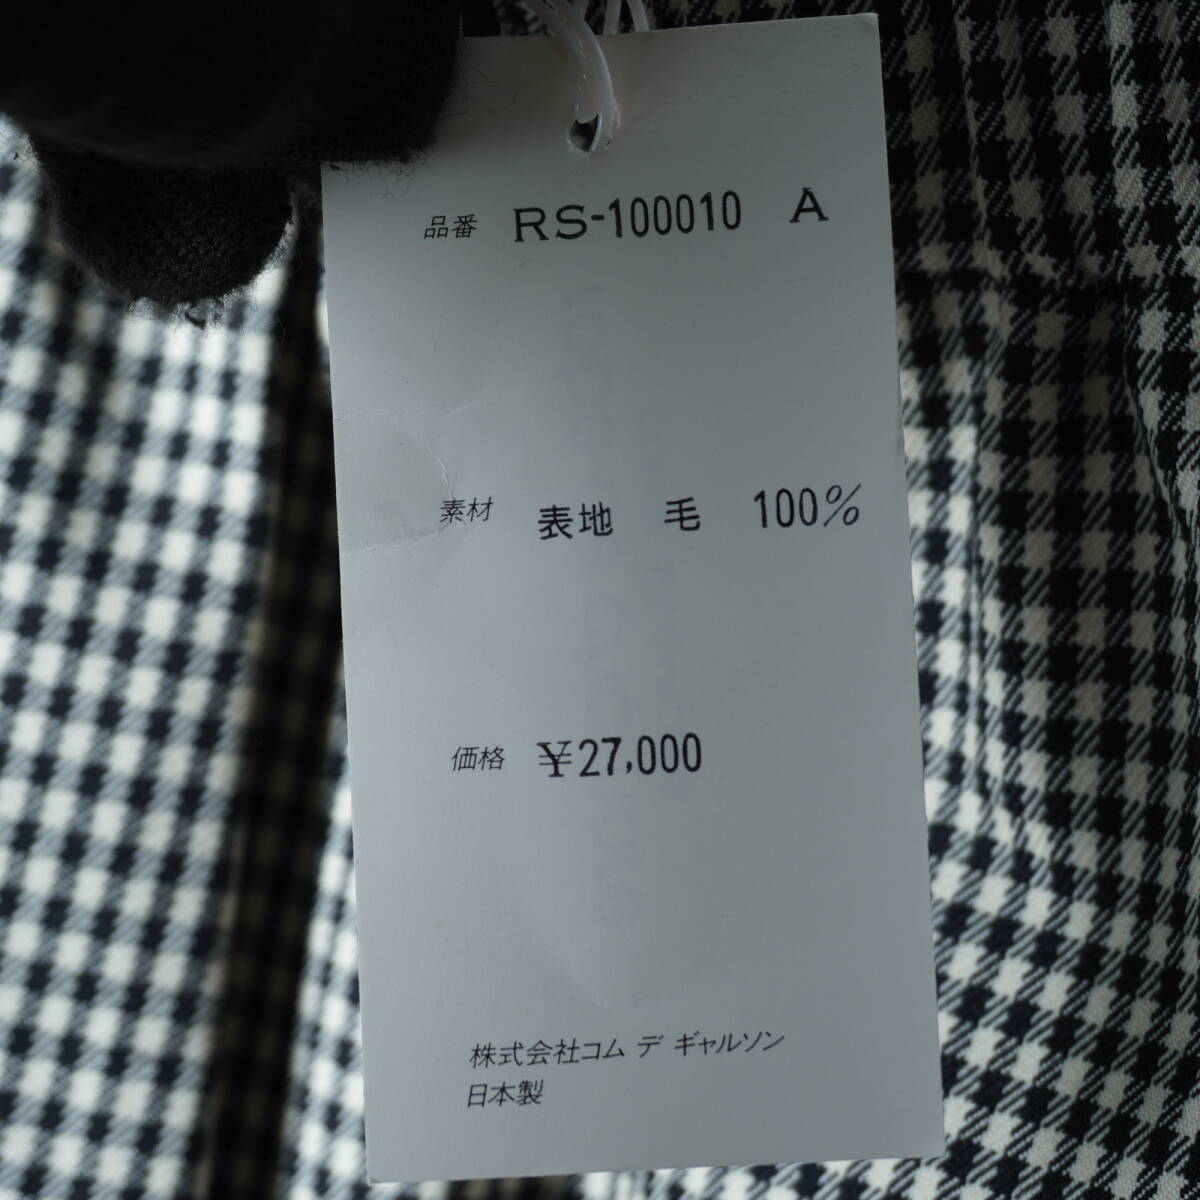 品番 RS-100010 A
素材 表地 毛 100%
価格 ¥27,000
株式会社コム デ ギャルソン
日本製